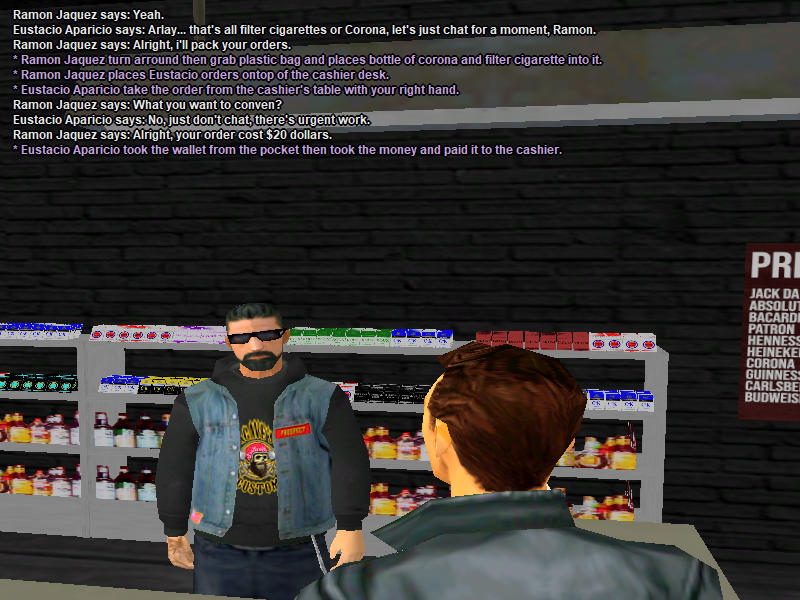 Ramon Jaquez says: Yeah.
Eustacio Aparicio says: Arlay... that's all filter cigarettes or Corona, let's just chat for a moment, Ramon.
Ramon Jaquez says: Alright, i'll pack your orders.
* Ramon Jaquez turn arround then grab plastic bag and places bottle of corona and filter cigarette into it.
* Ramon Jaquez places Eustacio orders ontop of the cashier desk.
* Eustacio Aparicio take the order from the cashier's table with your right hand.
Ramon Jaquez says: What you want to conven?
Eustacio Aparicio says: No, just don't chat, there's urgent work.
Ramon Jaquez says: Alright, your order cost $20 dollars.
* Eustacio Aparicio took the wallet from the pocket then took the money and paid it to the cashier.
PRI
JACK DA
ABSOLUT
BACARDI
PATRON
HENNESS
HEINEKE
CORONA
GUINNESS
CARLSBE
BUDWEIS
PROSPECT
CUSTOM